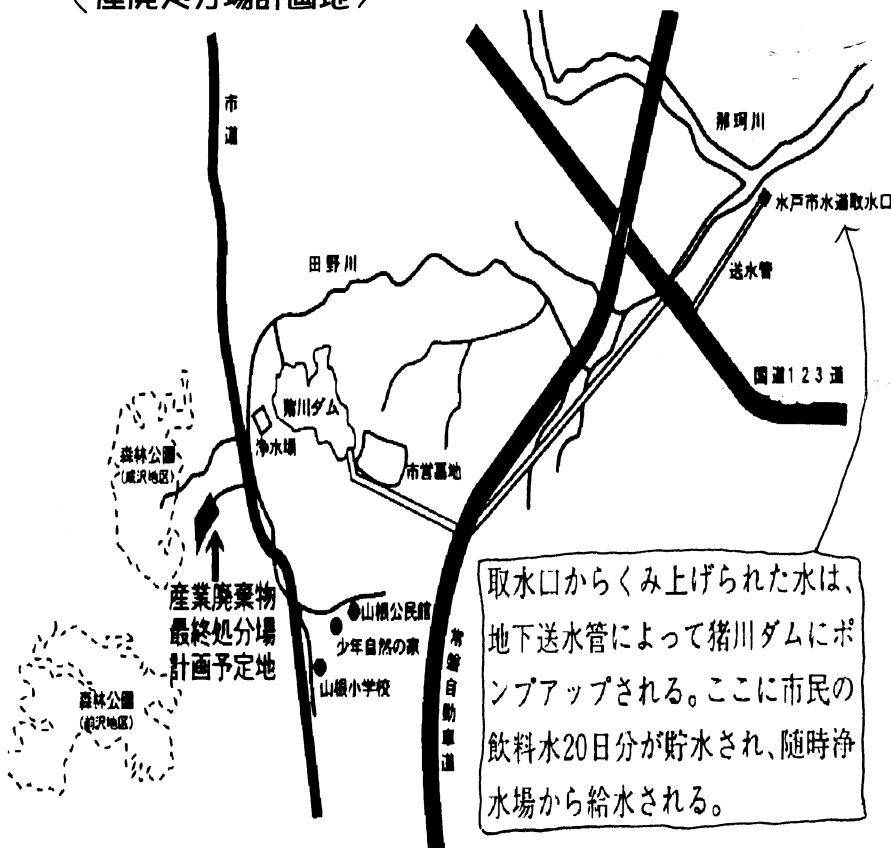 〈産廃処分場計画地〉
市道
那珂川
水戸市水道取水口
田野川
送水管
国道123道
猪川ダム
浄水場
森林公園
市営墓地
産業廃棄物
最終処分場
計画予定地
山根公民館
少年自然の家
山根小学校
常磐自動車道
森林公園
取水口からくみ上げられた水は、
地下送水管によって猪川ダムにポ
ンプアップされる。ここに市民の
飲料水20日分が貯水され、随時浄
水場から給水される。